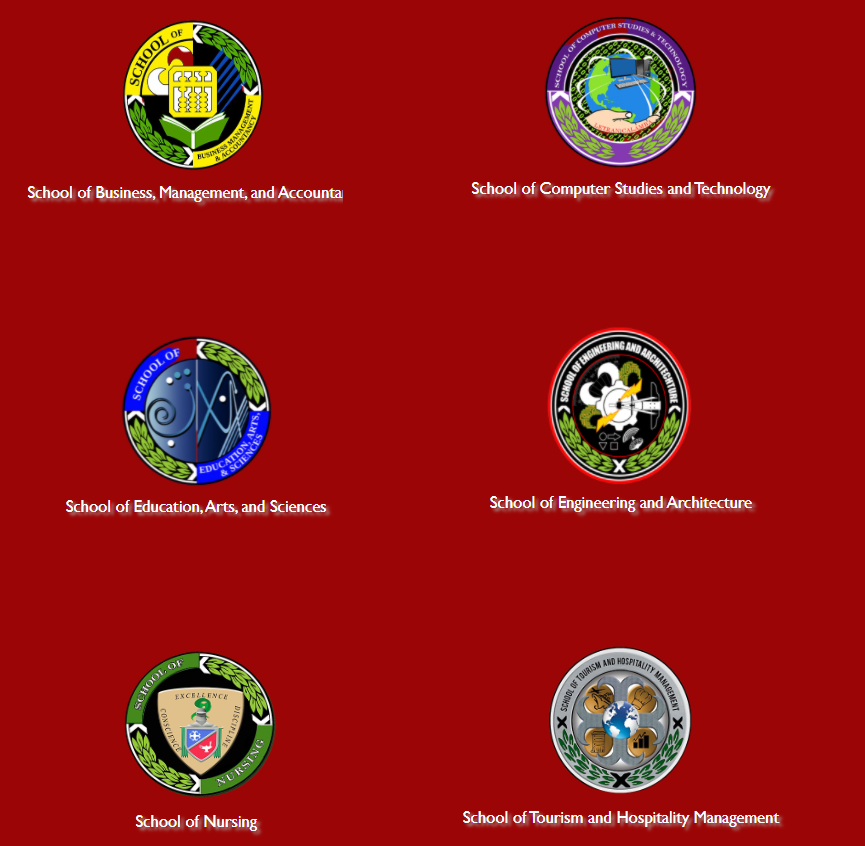 SCHOOL OF
BUSINESS MANAGEMENT
& ACCOUNTANCY
School of Business, Management, and Accounta
SCHOOL OF COMPUTER STUDIES & TECHNOLOGY
School of Computer Studies and Technology
SCHOOL OF
EDUCATION, ARTS,
& SCIENCES
School of Education, Arts, and Sciences
SCHOOL OF ENGINEERING AND ARCHITECHTURE
School of Engineering and Architecture
SCHOOL OF
EXCELLENCE
CONSCIENCE
DISCIPLINE
NURSING
School of Nursing
SCHOOL OF TOURISM AND HOSPITALITY MANAGEMENT
School of Tourism and Hospitality Management